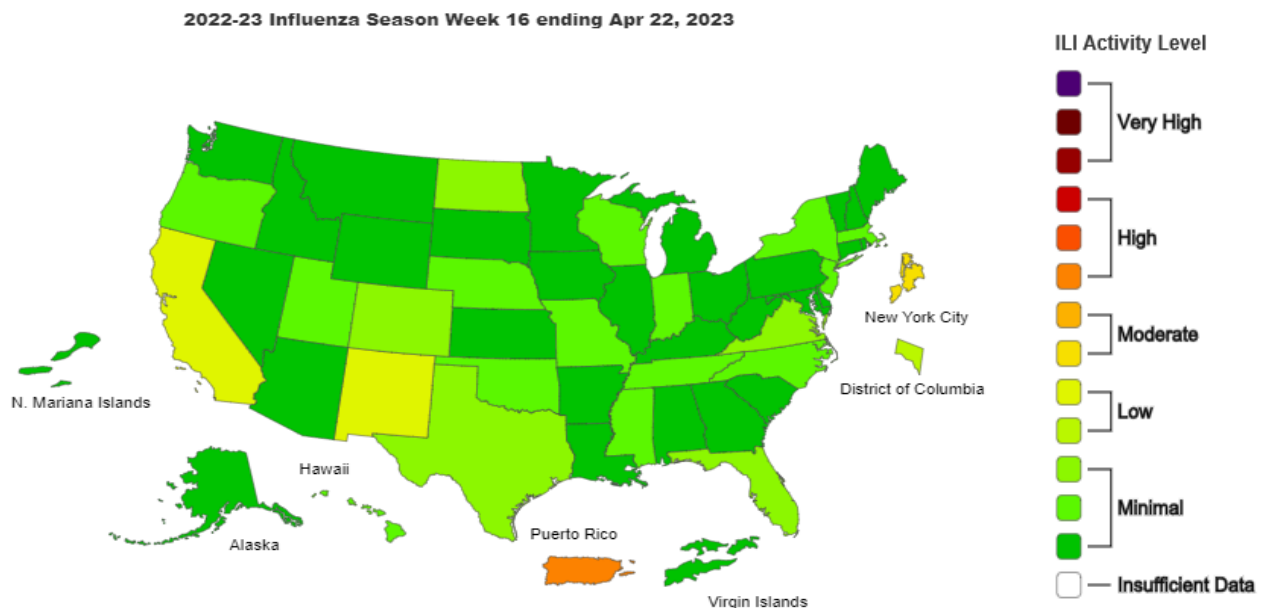 2022-23 Influenza Season Week 16 ending Apr 22, 2023
ILI Activity Level
Very High
High
Moderate
Low
Minimal
Insufficient Data
New York City
District of Columbia
N. Mariana Islands
Hawaii
Alaska
Puerto Rico
Virgin Islands